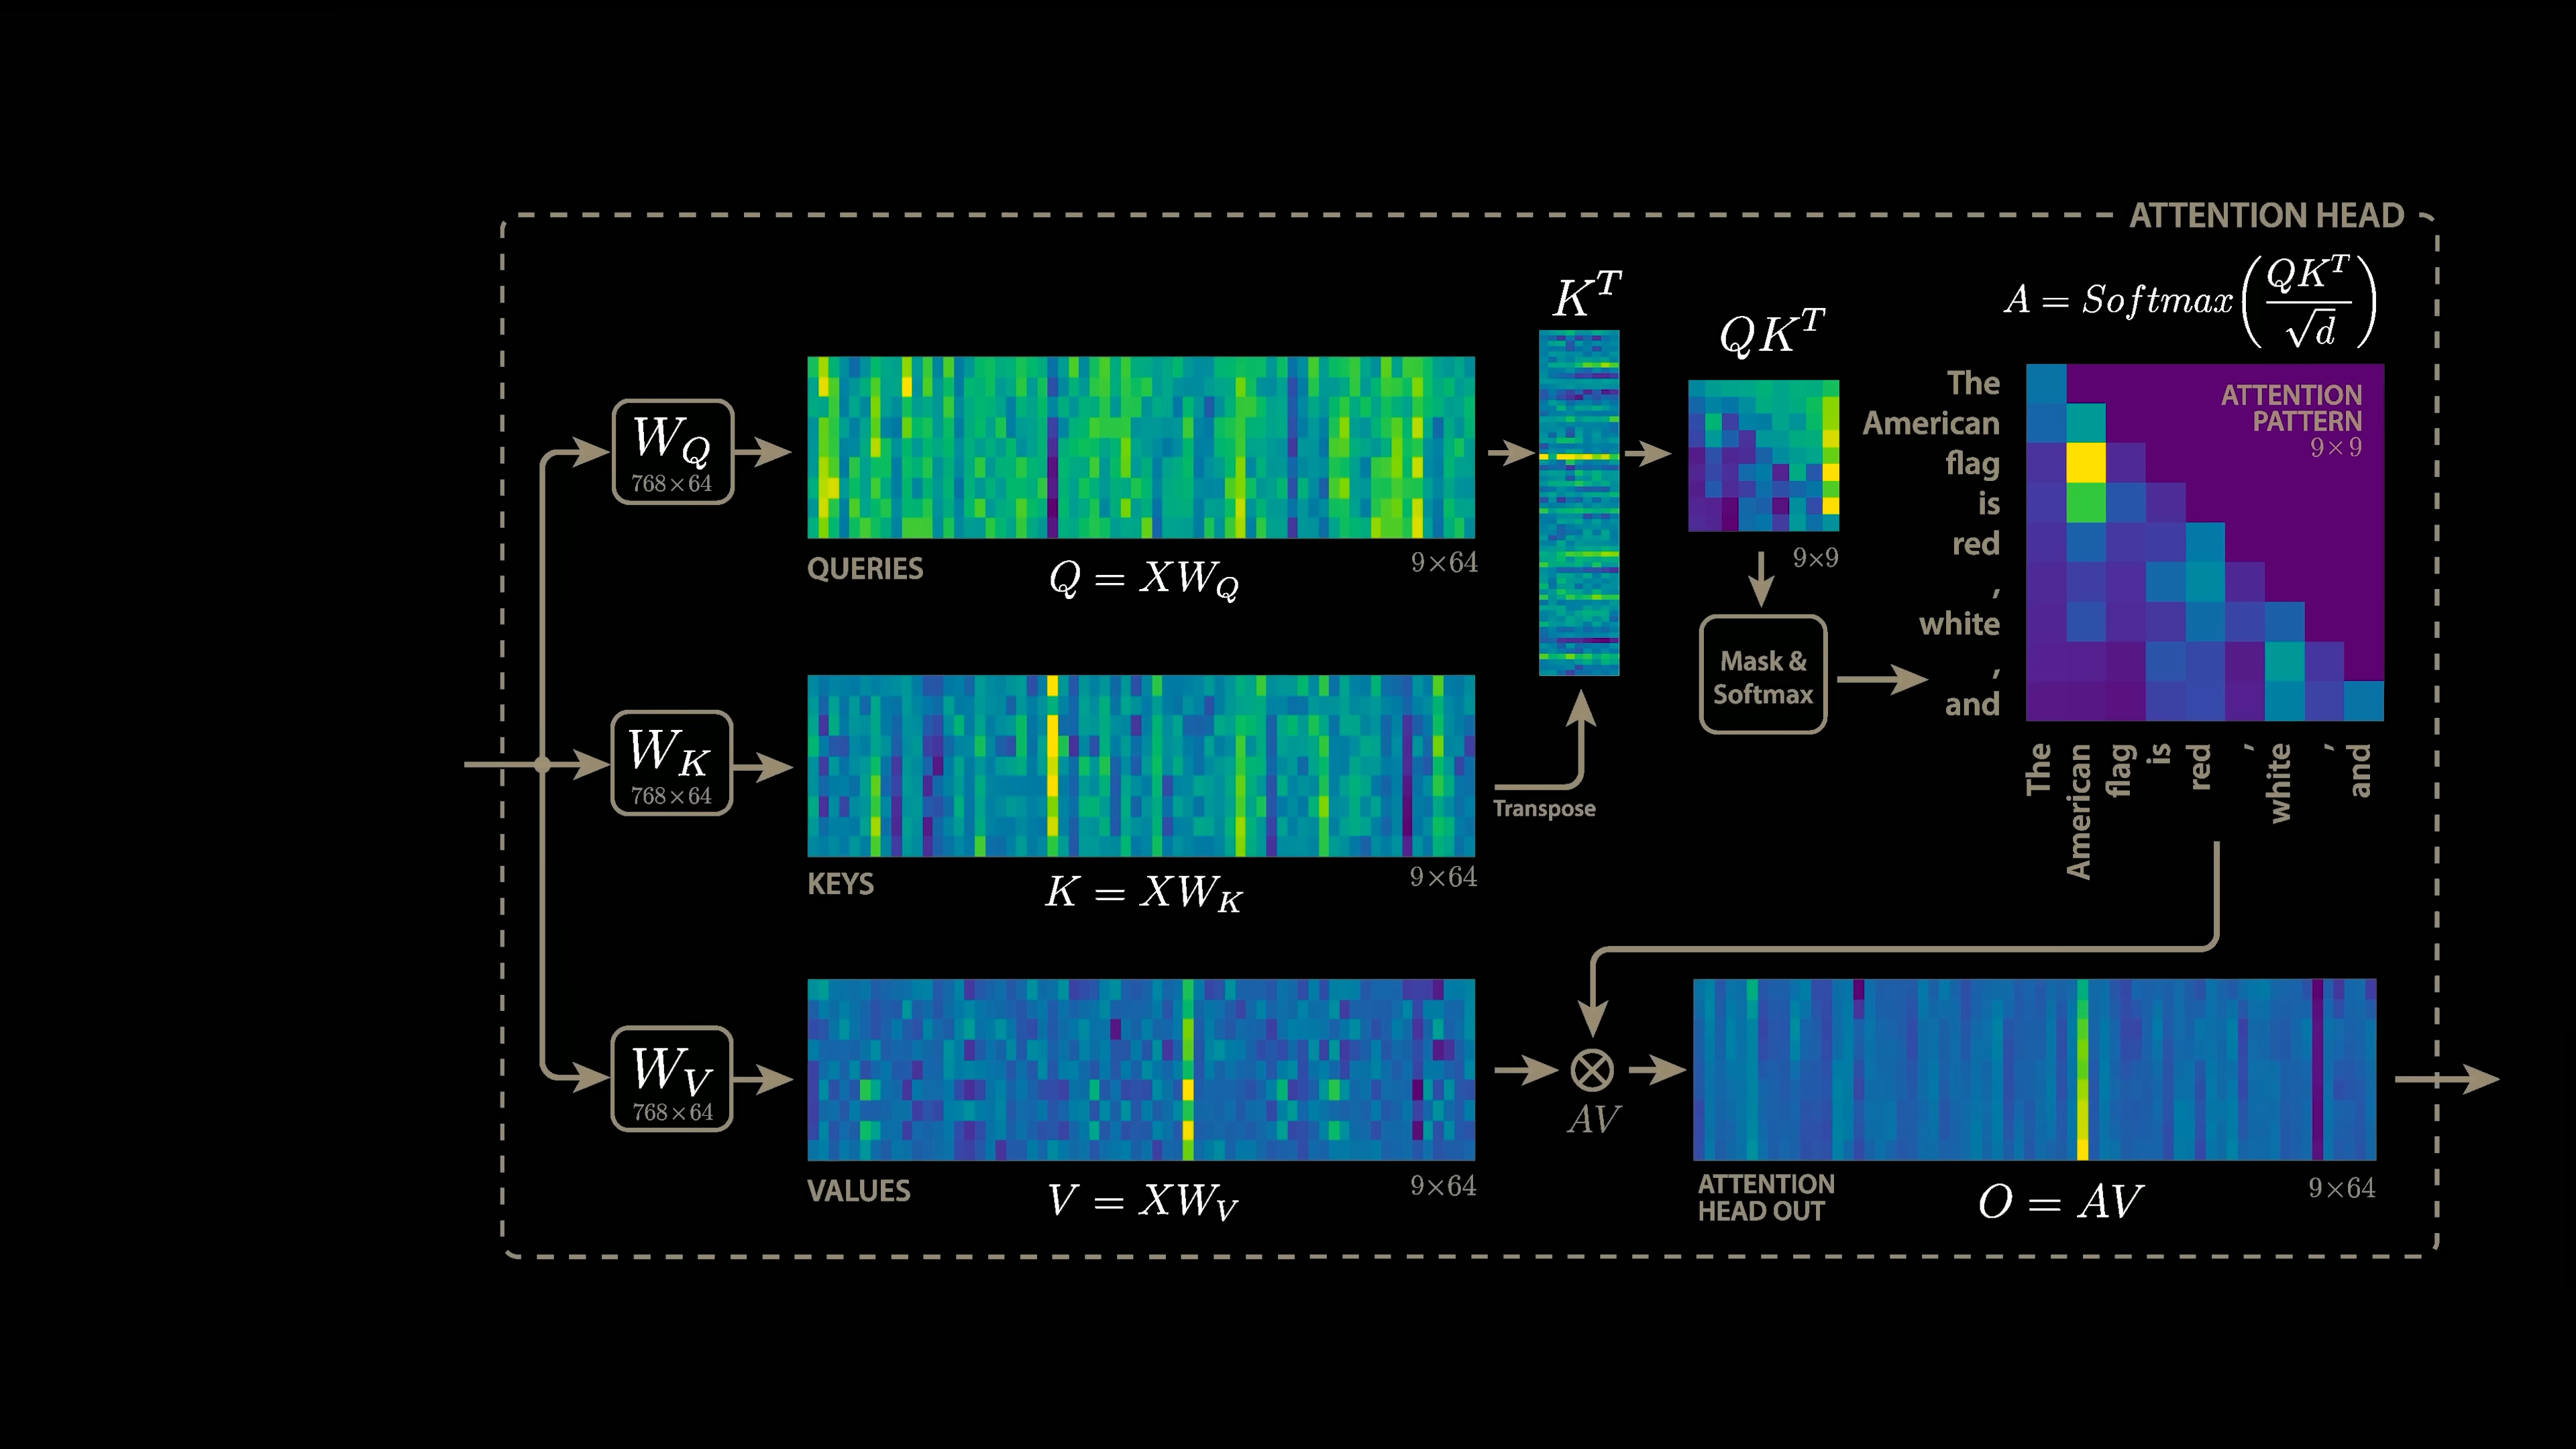 ATTENTION HEAD
A = Softmax(QK^T / √d)
K^T
QK^T
W_Q
768×64
QUERIES
Q = XW_Q
9×64
9×9
Mask &
Softmax
The
American
flag
is
red
,
white
,
and
ATTENTION
PATTERN
9×9
The
American
flag
is
red
,
white
,
and
W_K
768×64
KEYS
K = XW_K
9×64
Transpose
W_V
768×64
VALUES
V = XW_V
9×64
AV
ATTENTION
HEAD OUT
O = AV
9×64